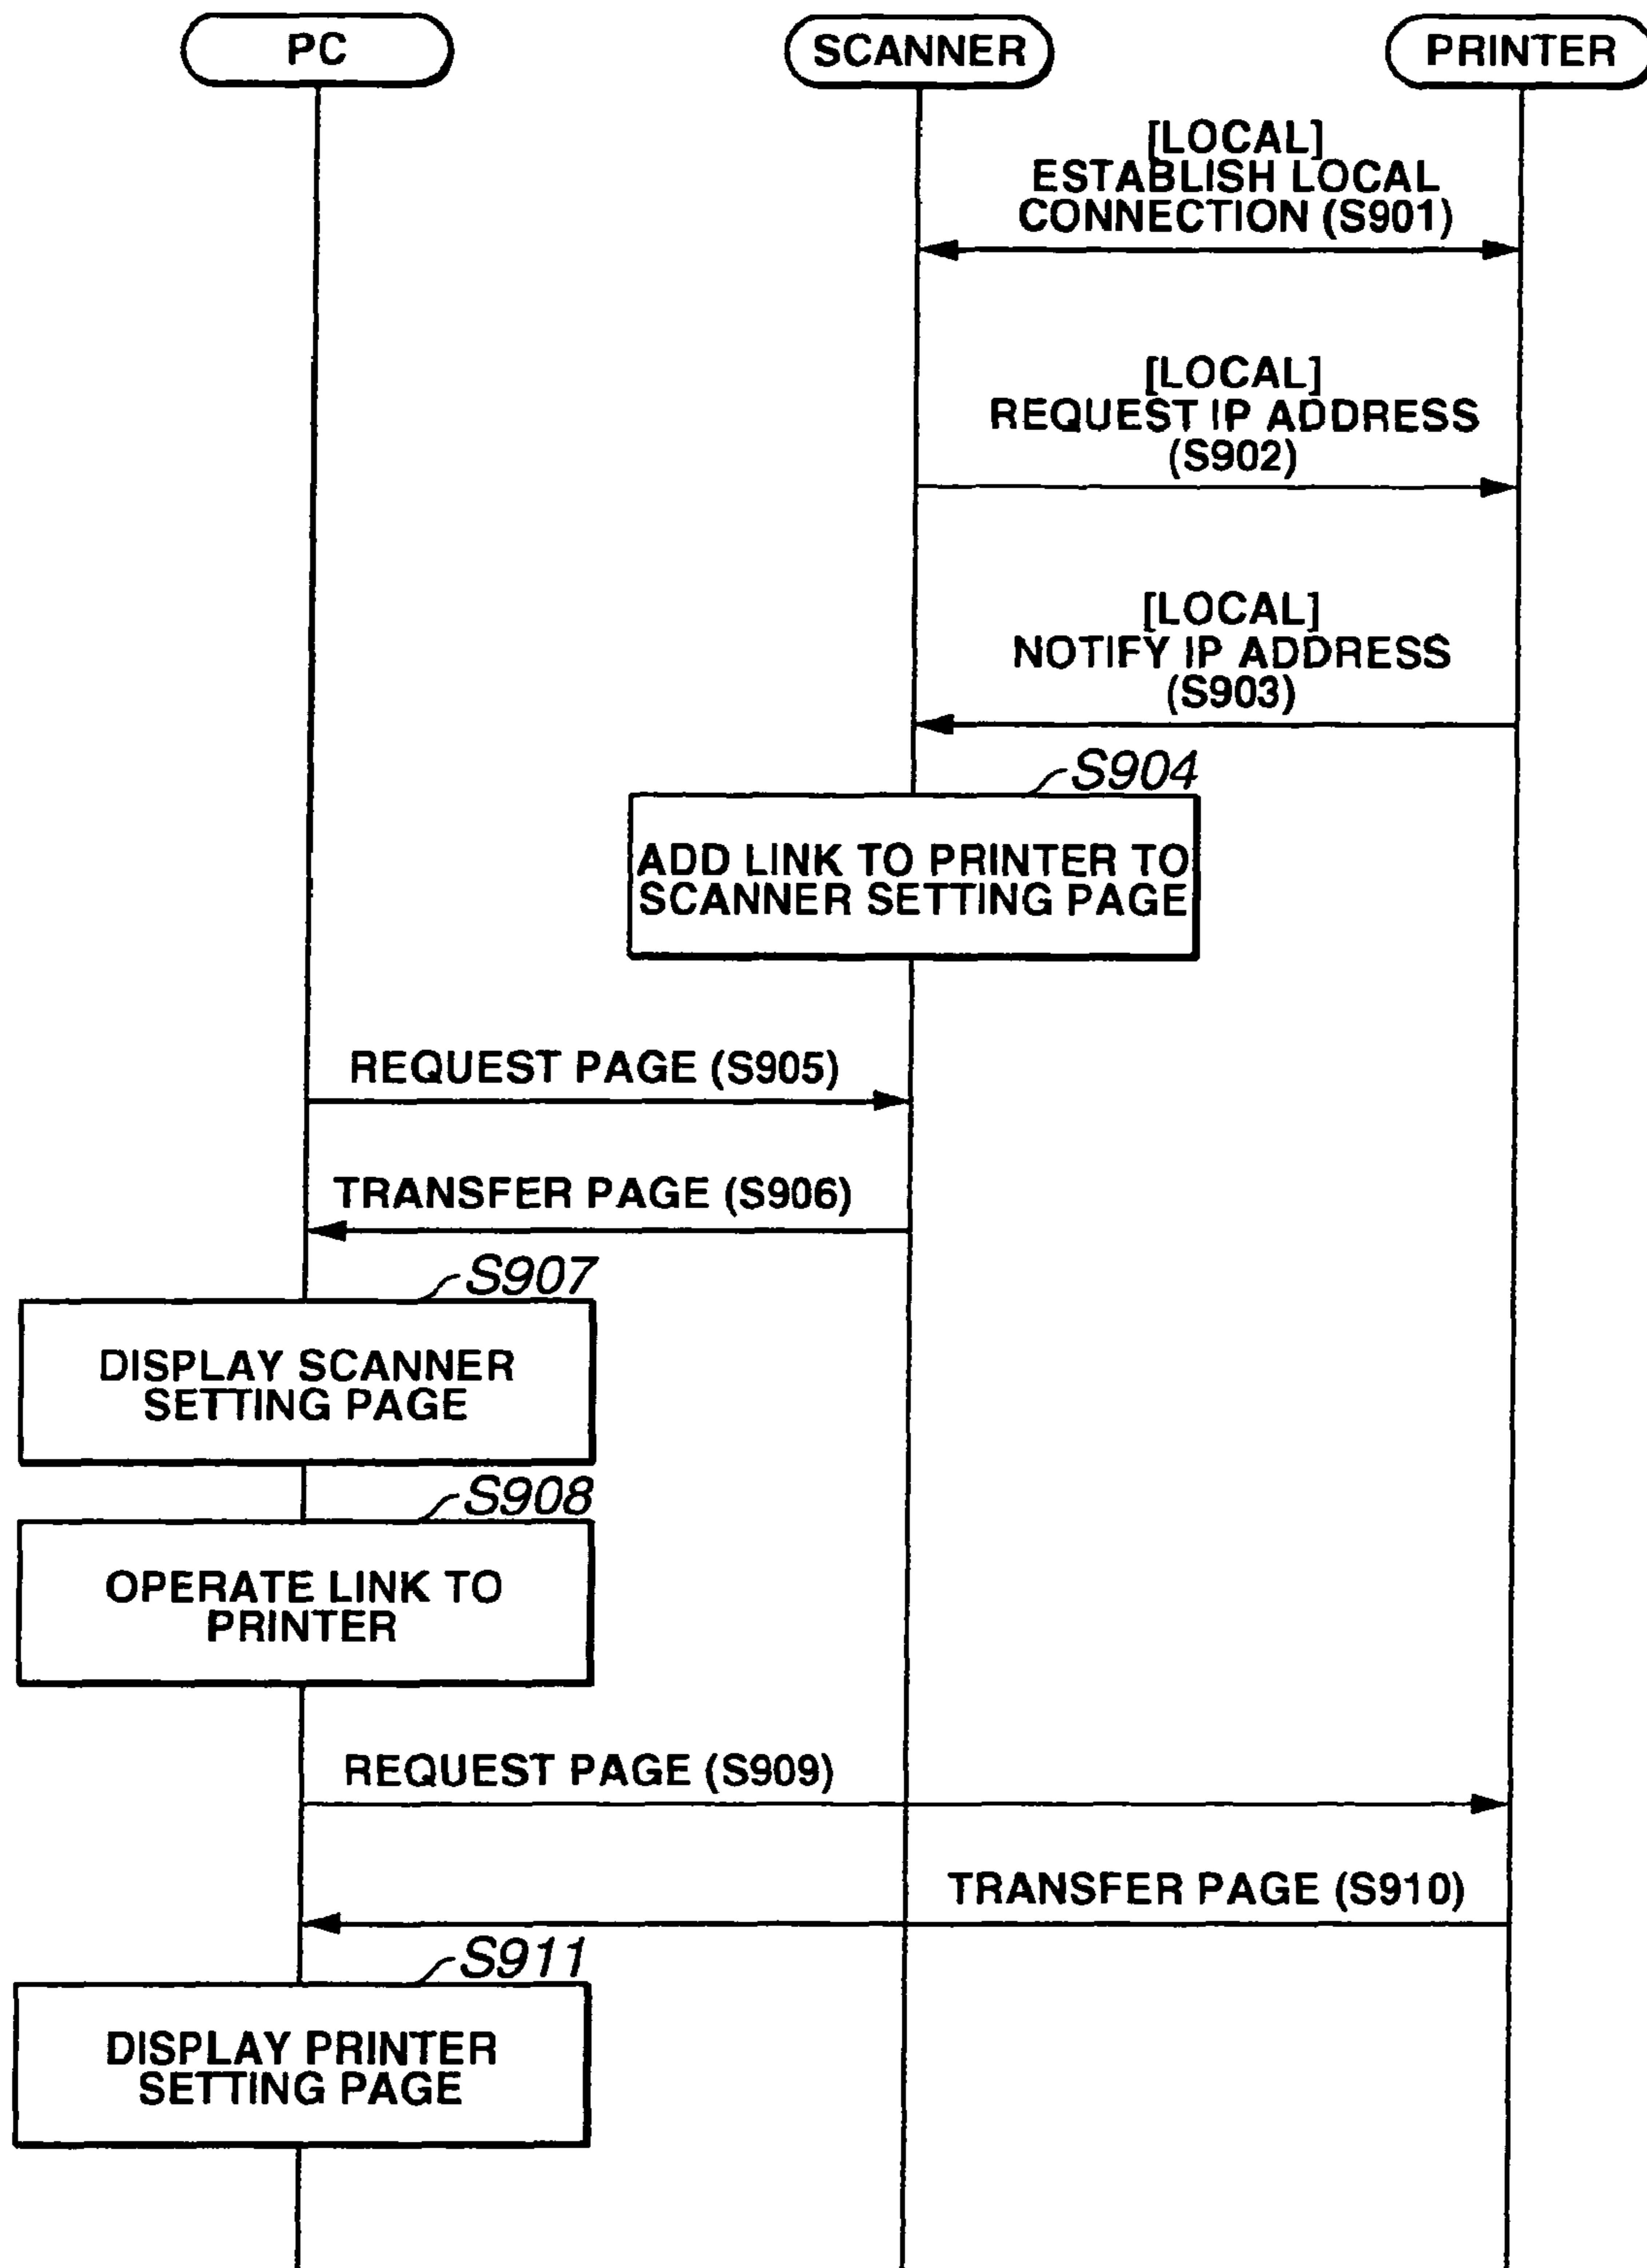 PC
SCANNER
PRINTER
[LOCAL]
ESTABLISH LOCAL
CONNECTION (S901)
[LOCAL]
REQUEST IP ADDRESS
(S902)
[LOCAL]
NOTIFY IP ADDRESS
(S903)
S904
ADD LINK TO PRINTER TO
SCANNER SETTING PAGE
REQUEST PAGE (S905)
TRANSFER PAGE (S906)
S907
DISPLAY SCANNER
SETTING PAGE
S908
OPERATE LINK TO
PRINTER
REQUEST PAGE (S909)
TRANSFER PAGE (S910)
S911
DISPLAY PRINTER
SETTING PAGE